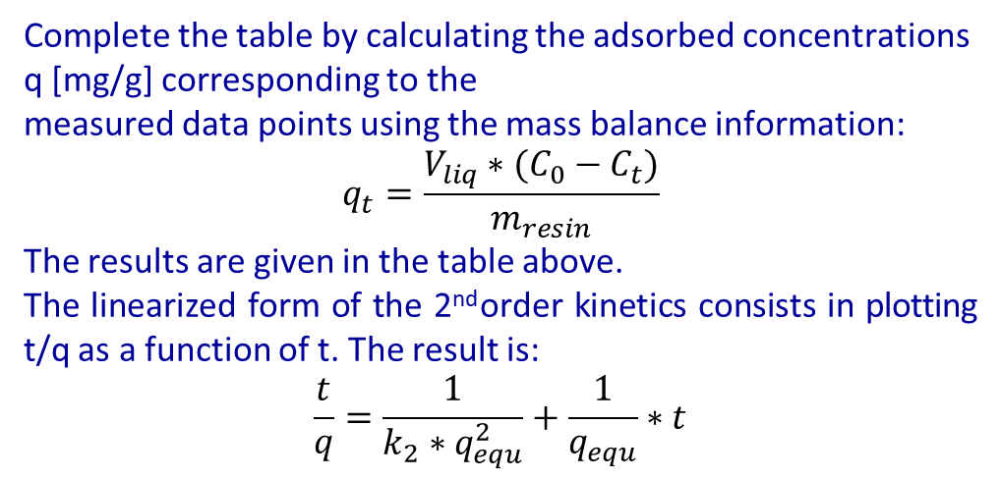 Complete the table by calculating the adsorbed concentrations
q [mg/g] corresponding to the
measured data points using the mass balance information:
q_t = \frac{V_{liq} * (C_0 - C_t)}{m_{resin}}
The results are given in the table above.
The linearized form of the 2^{nd} order kinetics consists in plotting
t/q as a function of t. The result is:
\frac{t}{q} = \frac{1}{k_2 * q_{equ}^2} + \frac{1}{q_{equ}} * t